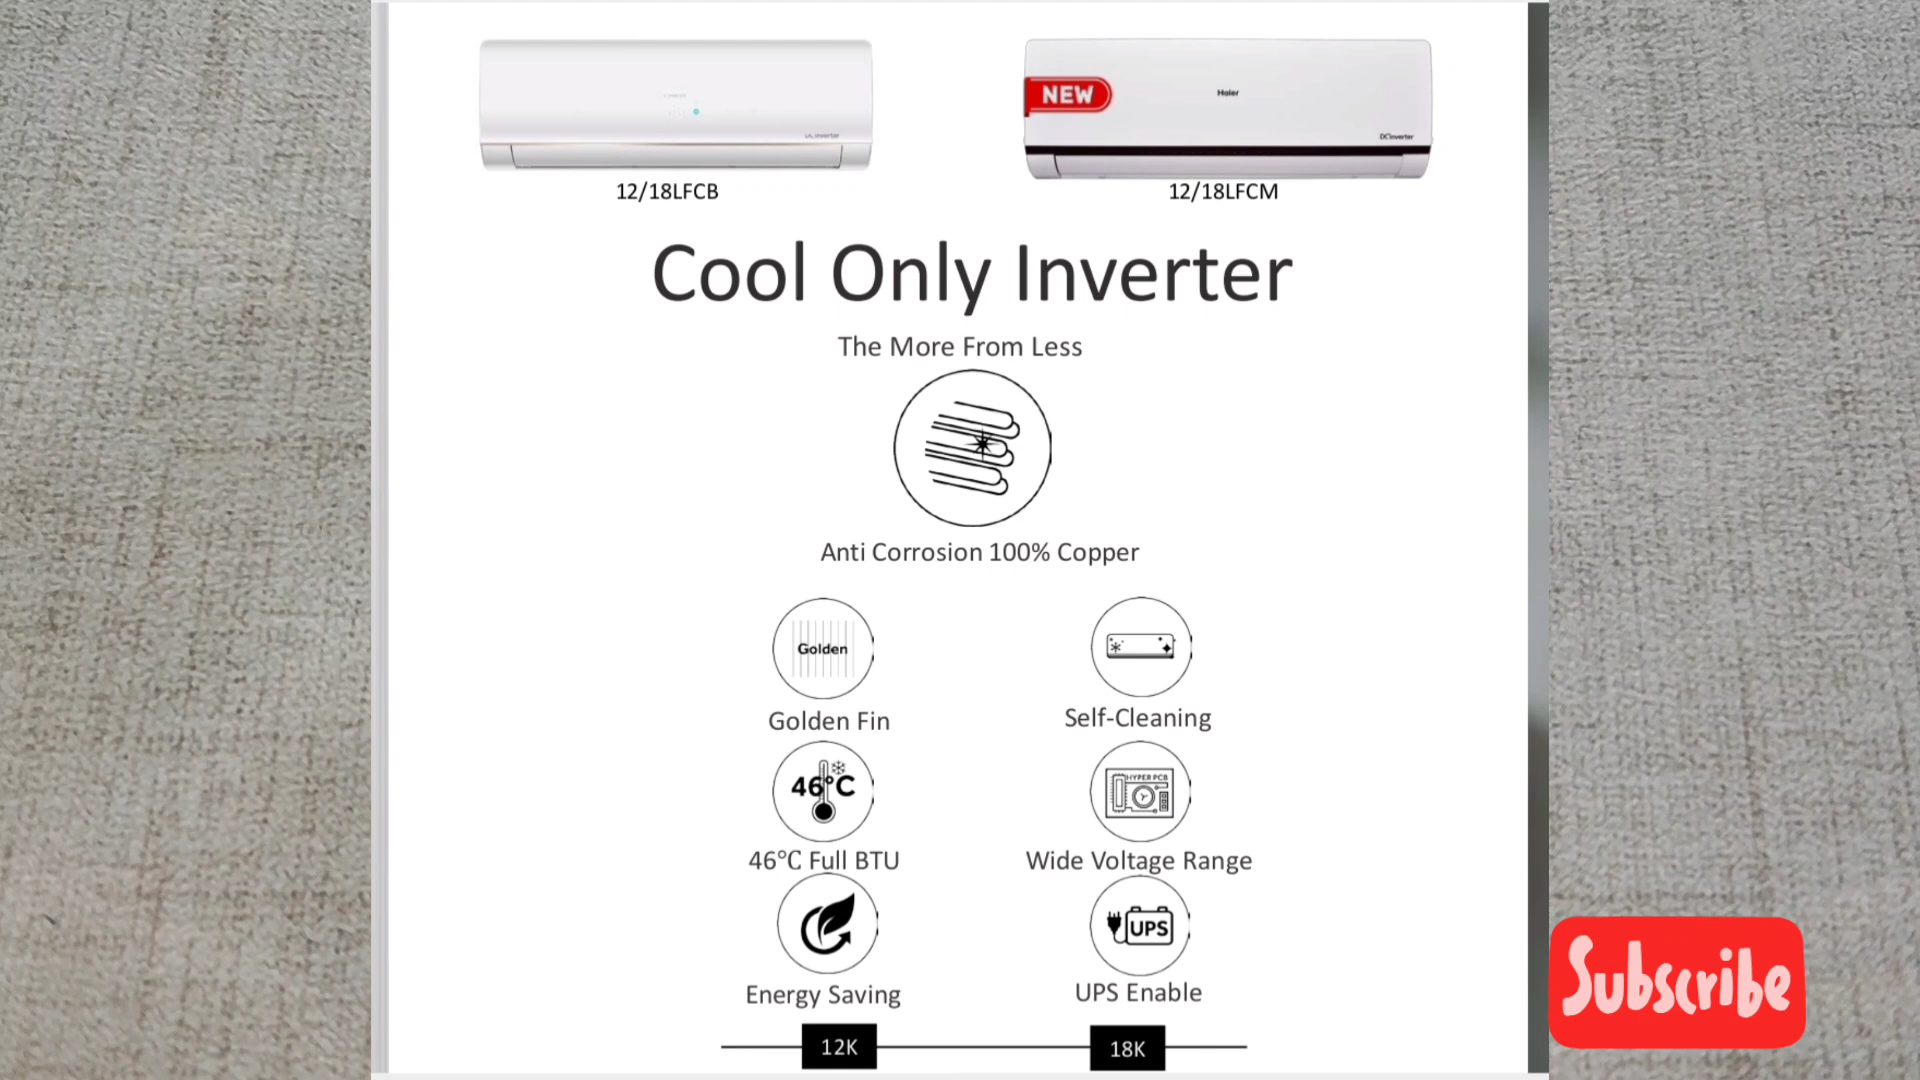 NEW
Haier
DC inverter
12/18LFCB
12/18LFCM
Cool Only Inverter
The More From Less
Anti Corrosion 100% Copper
Golden
Golden Fin
Self-Cleaning
46°C
HYPER PCB
46°C Full BTU
Wide Voltage Range
UPS
Energy Saving
UPS Enable
12K
18K
Subscribe